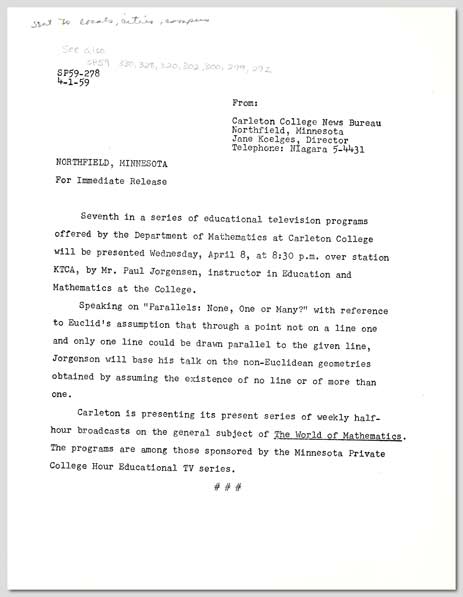 sent to locals, cities, campus
See also
SP59 330, 328, 320, 302, 300, 299, 292
SP59-278
4-1-59
From:
Carleton College News Bureau
Northfield, Minnesota
Jane Koelges, Director
Telephone: NIagara 5-4431
NORTHFIELD, MINNESOTA
For Immediate Release
Seventh in a series of educational television programs
offered by the Department of Mathematics at Carleton College
will be presented Wednesday, April 8, at 8:30 p.m. over station
KTCA, by Mr. Paul Jorgensen, instructor in Education and
Mathematics at the College.
Speaking on "Parallels: None, One or Many?" with reference
to Euclid's assumption that through a point not on a line one
and only one line could be drawn parallel to the given line,
Jorgenson will base his talk on the non-Euclidean geometries
obtained by assuming the existence of no line or of more than
one.
Carleton is presenting its present series of weekly half-
hour broadcasts on the general subject of The World of Mathematics.
The programs are among those sponsored by the Minnesota Private
College Hour Educational TV series.
# # #